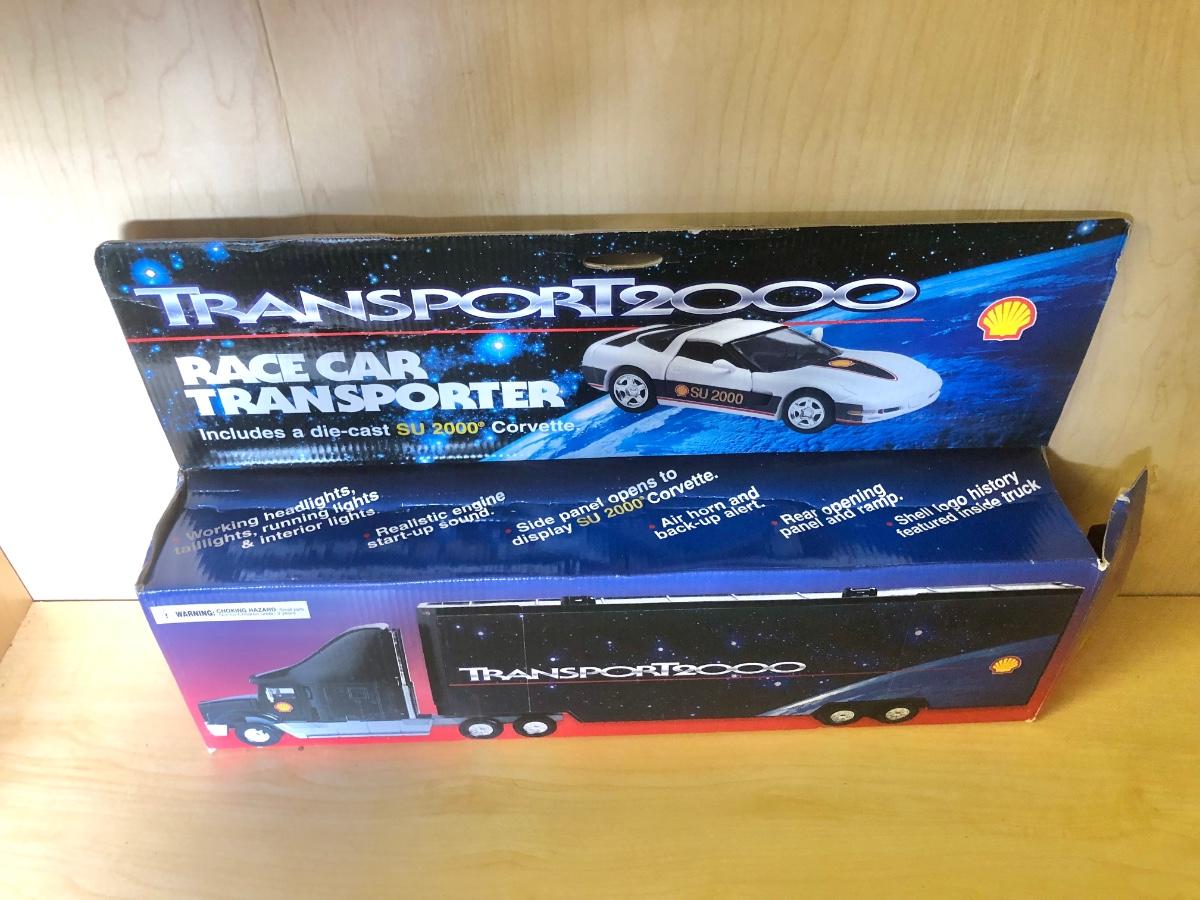 TRANSPORT2000
RACE CAR
TRANSPORTER
Includes a die-cast SU 2000® Corvette.
SU 2000
• Working headlights,
taillights, running lights
& interior lights
• Realistic engine
start-up sound.
• Side panel opens to
display SU 2000® Corvette.
• Air horn and
back-up alert.
• Rear opening
panel and ramp.
• Shell logo history
featured inside truck
! WARNING: CHOKING HAZARD-Small parts
TRANSPORT2000